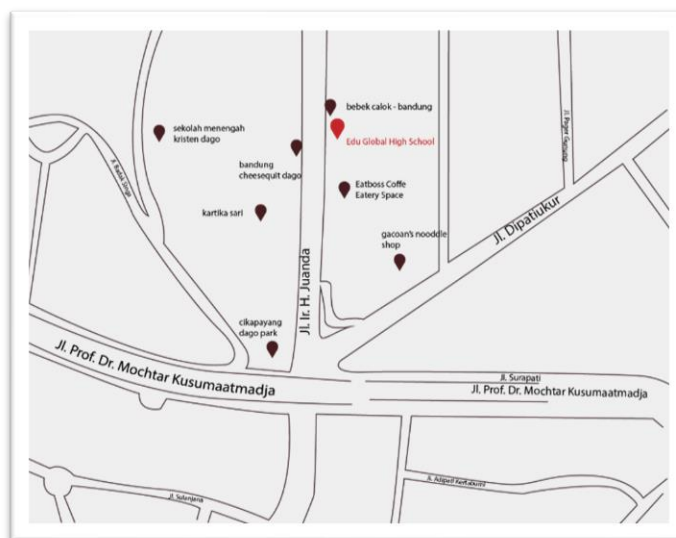 bebek calok - bandung
Edu Global High School
sekolah menengah
kristen dago
bandung
cheesequit dago
Eatboss Coffe
Eatery Space
kartika sari
gacoan's nooddle
shop
cikapayang
dago park
Jl. Ir. H. Juanda
Jl. Dipatiukur
Jl. Prof. Dr. Mochtar Kusumaatmadja
Jl. Surapati
Jl. Prof. Dr. Mochtar Kusumaatmadja